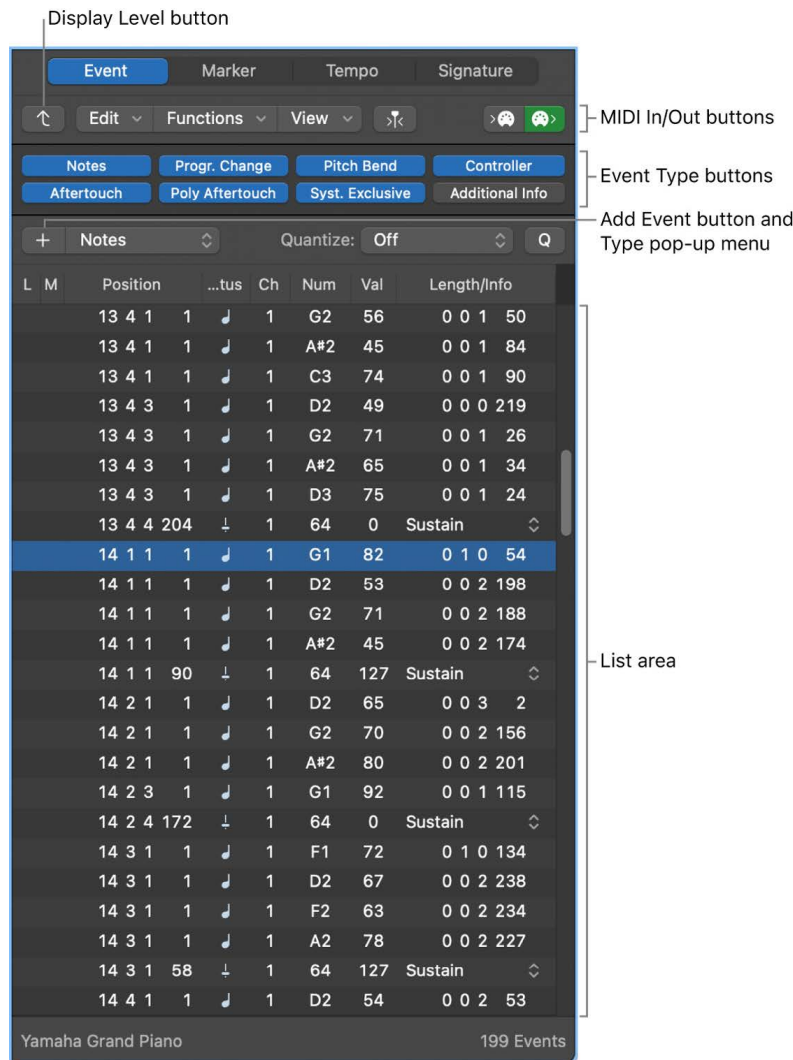 Display Level button
Event Marker Tempo Signature
Edit Functions View
MIDI In/Out buttons
Notes Progr. Change Pitch Bend Controller
Aftertouch Poly Aftertouch Syst. Exclusive Additional Info
Event Type buttons
Add Event button and
Type pop-up menu
+ Notes Quantize: Off Q
L M Position ...tus Ch Num Val Length/Info
13 4 1 1 1 G2 56 0 0 1 50
13 4 1 1 1 A#2 45 0 0 1 84
13 4 1 1 1 C3 74 0 0 1 90
13 4 3 1 1 D2 49 0 0 0 219
13 4 3 1 1 G2 71 0 0 1 26
13 4 3 1 1 A#2 65 0 0 1 34
13 4 3 1 1 D3 75 0 0 1 24
13 4 4 204 1 64 0 Sustain
14 1 1 1 1 G1 82 0 1 0 54
14 1 1 1 1 D2 53 0 0 2 198
14 1 1 1 1 G2 71 0 0 2 188
14 1 1 1 1 A#2 45 0 0 2 174
14 1 1 90 1 64 127 Sustain
List area
14 2 1 1 1 D2 65 0 0 3 2
14 2 1 1 1 G2 70 0 0 2 156
14 2 1 1 1 A#2 80 0 0 2 201
14 2 3 1 1 G1 92 0 0 1 115
14 2 4 172 1 64 0 Sustain
14 3 1 1 1 F1 72 0 1 0 134
14 3 1 1 1 D2 67 0 0 2 238
14 3 1 1 1 F2 63 0 0 2 234
14 3 1 1 1 A2 78 0 0 2 227
14 3 1 58 1 64 127 Sustain
14 4 1 1 1 D2 54 0 0 2 53
Yamaha Grand Piano 199 Events